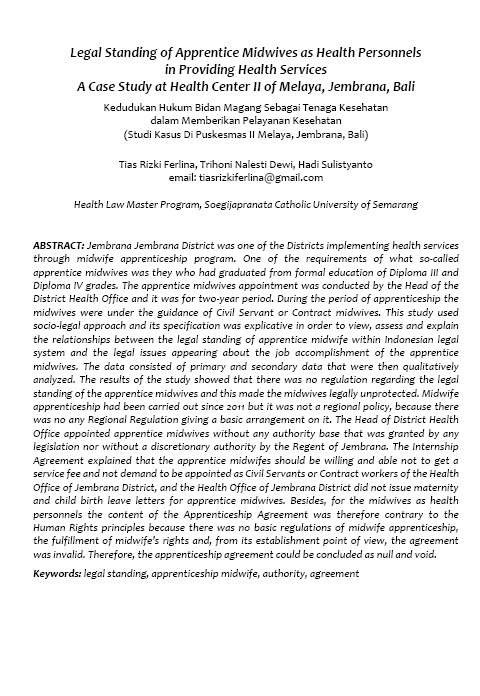 Legal Standing of Apprentice Midwives as Health Personnels
in Providing Health Services
A Case Study at Health Center II of Melaya, Jembrana, Bali
Kedudukan Hukum Bidan Magang Sebagai Tenaga Kesehatan
dalam Memberikan Pelayanan Kesehatan
(Studi Kasus Di Puskesmas II Melaya, Jembrana, Bali)
Tias Rizki Ferlina, Trihoni Nalesti Dewi, Hadi Sulistyanto
email: tiasrizkiferlina@gmail.com
Health Law Master Program, Soegijapranata Catholic University of Semarang
ABSTRACT: Jembrana Jembrana District was one of the Districts implementing health services
through midwife apprenticeship program. One of the requirements of what so-called
apprentice midwives was they who had graduated from formal education of Diploma III and
Diploma IV grades. The apprentice midwives appointment was conducted by the Head of the
District Health Office and it was for two-year period. During the period of apprenticeship the
midwives were under the guidance of Civil Servant or Contract midwives. This study used
socio-legal approach and its specification was explicative in order to view, assess and explain
the relationships between the legal standing of apprentice midwife within Indonesian legal
system and the legal issues appearing about the job accomplishment of the apprentice
midwives. The data consisted of primary and secondary data that were then qualitatively
analyzed. The results of the study showed that there was no regulation regarding the legal
standing of the apprentice midwives and this made the midwives legally unprotected. Midwife
apprenticeship had been carried out since 2011 but it was not a regional policy, because there
was no any Regional Regulation giving a basic arrangement on it. The Head of District Health
Office appointed apprentice midwives without any authority base that was granted by any
legislation nor without a discretionary authority by the Regent of Jembrana. The Internship
Agreement explained that the apprentice midwifes should be willing and able not to get a
service fee and not demand to be appointed as Civil Servants or Contract workers of the Health
Office of Jembrana District, and the Health Office of Jembrana District did not issue maternity
and child birth leave letters for apprentice midwives. Besides, for the midwives as health
personnels the content of the Apprenticeship Agreement was therefore contrary to the
Human Rights principles because there was no basic regulations of midwife apprenticeship,
the fulfillment of midwife's rights and, from its establishment point of view, the agreement
was invalid. Therefore, the apprenticeship agreement could be concluded as null and void.
Keywords: legal standing, apprenticeship midwife, authority, agreement